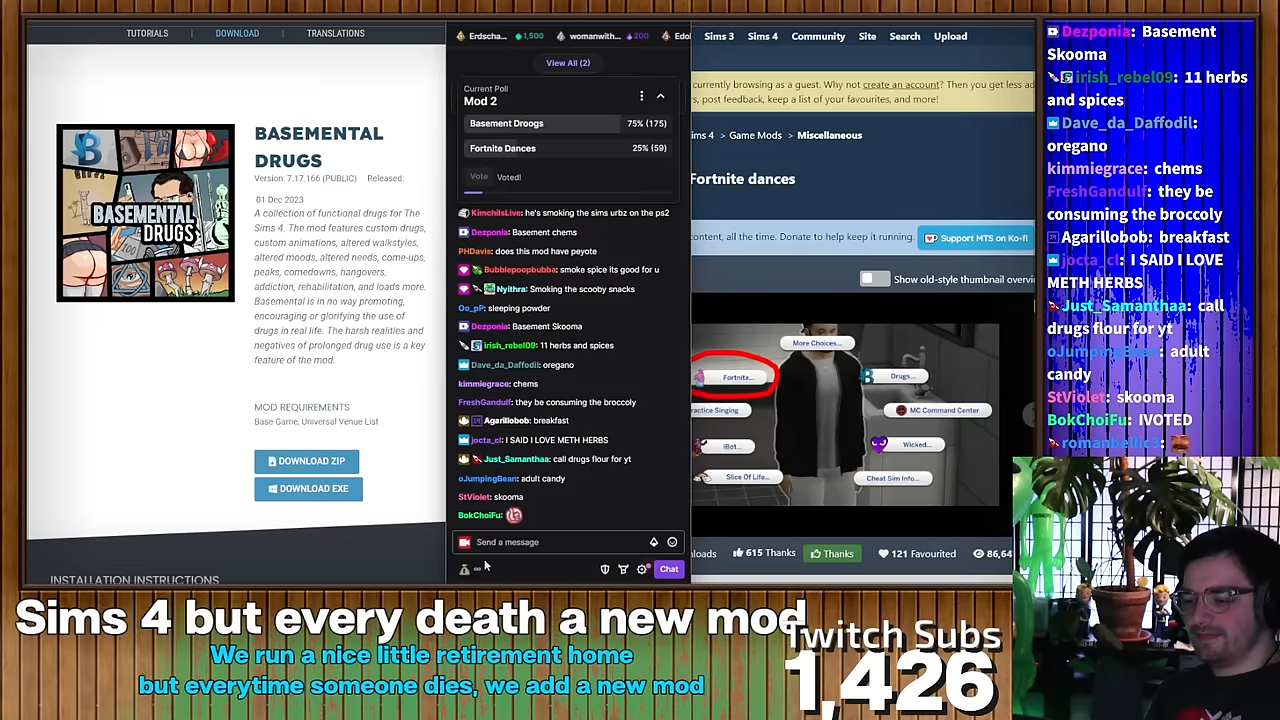 TUTORIALS | DOWNLOAD | TRANSLATIONS
BASEMENTAL
DRUGS
Version: 7.17.166 (PUBLIC) Released:
01 Dec 2023
A collection of functional drugs for The
Sims 4. The mod features custom drugs,
custom animations, altered walkstyles,
altered moods, altered needs, come-ups,
peaks, comedowns, hangovers,
addiction, rehabilitation, and loads more.
Basemental is in no way promoting,
encouraging or glorifying the use of
drugs in real life. The harsh realities and
negatives of prolonged drug use is a key
feature of the mod.
BASEMENTAL
DRUGS
MOD REQUIREMENTS
Base Game, Universal Venue List
DOWNLOAD ZIP
DOWNLOAD EXE
INSTALLATION INSTRUCTIONS
Erdscha... 1,500 womanwith... 200 Edol
View All (2)
Current Poll
Mod 2
Basement Droogs 75% (175)
Fortnite Dances 25% (59)
Vote Voted!
KimchiIsLive: he's smoking the sims urbz on the ps2
Dezponia: Basement chems
PHDavis: does this mod have peyote
Bubblepoopbubba: smoke spice its good for u
Nyithra: Smoking the scooby snacks
Oo_pP: sleeping powder
Dezponia: Basement Skooma
irish_rebel09: 11 herbs and spices
Dave_da_Daffodil: oregano
kimmiegrace: chems
FreshGandulf: they be consuming the broccoly
Agarillobob: breakfast
jocta_cl: I SAID I LOVE METH HERBS
Just_Samanthaa: call drugs flour for yt
oJumpingBean: adult candy
StViolet: skooma
BokChoiFu:
Send a message
Chat
Sims 3 Sims 4 Community Site Search Upload
currently browsing as a guest. Why not create an account? Then you get less ad
s, post feedback, keep a list of your favourites, and more!
ims 4 > Game Mods > Miscellaneous
Fortnite dances
content, all the time. Donate to help keep it running.
Support MTS on Ko-fi
Show old-style thumbnail overvi
More Choices...
Fortnite...
Drugs...
ractice Singing
MC Command Center
iBot...
Wicked...
Slice Of Life...
Cheat Sim Info...
nloads 615 Thanks Thanks 121 Favourited 86,64
Dezponia: Basement
Skooma
irish_rebel09: 11 herbs
and spices
Dave_da_Daffodil:
oregano
kimmiegrace: chems
FreshGandulf: they be
consuming the broccoly
Agarillobob: breakfast
jocta_cl: I SAID I LOVE
METH HERBS
Just_Samanthaa: call
drugs flour for yt
oJumpingBean: adult
candy
StViolet: skooma
BokChoiFu: IVOTED
romanbellic3:
Sims 4 but every death a new mod
We run a nice little retirement home
but everytime someone dies, we add a new mod
Twitch Subs
1,426